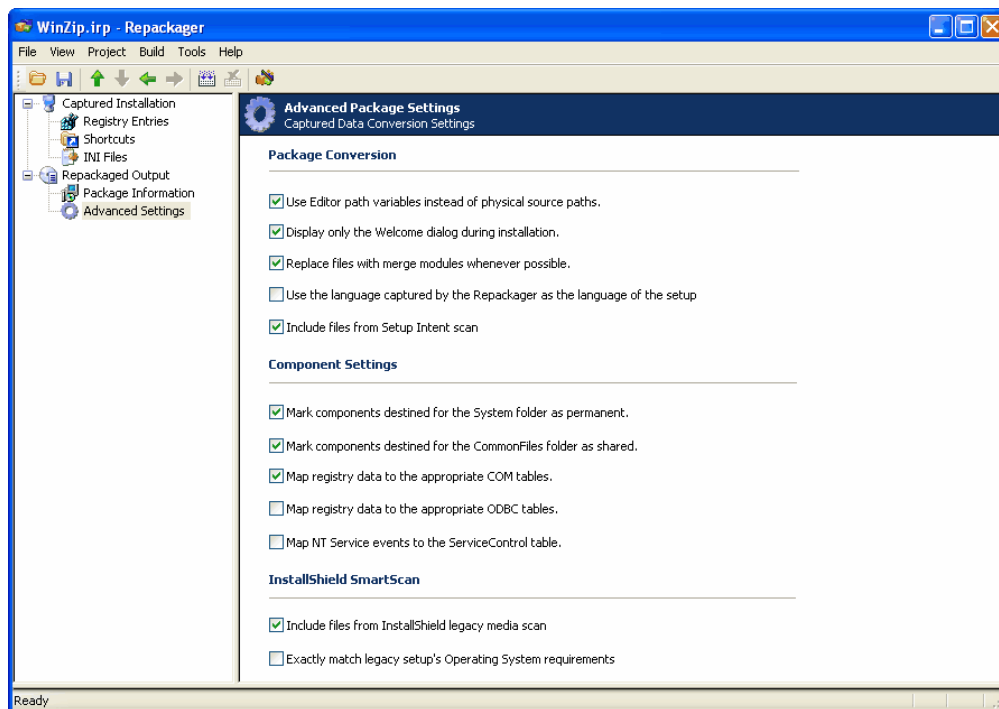 WinZip.irp - Repackager
File View Project Build Tools Help
Captured Installation
Registry Entries
Shortcuts
INI Files
Repackaged Output
Package Information
Advanced Settings
Advanced Package Settings
Captured Data Conversion Settings
Package Conversion
Use Editor path variables instead of physical source paths.
Display only the Welcome dialog during installation.
Replace files with merge modules whenever possible.
Use the language captured by the Repackager as the language of the setup
Include files from Setup Intent scan
Component Settings
Mark components destined for the System folder as permanent.
Mark components destined for the CommonFiles folder as shared.
Map registry data to the appropriate COM tables.
Map registry data to the appropriate ODBC tables.
Map NT Service events to the ServiceControl table.
InstallShield SmartScan
Include files from InstallShield legacy media scan
Exactly match legacy setup's Operating System requirements
Ready